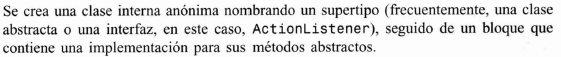 Se crea una clase interna anónima nombrando un supertipo (frecuentemente, una clase
abstracta o una interfaz, en este caso, ActionListener), seguido de un bloque que
contiene una implementación para sus métodos abstractos.